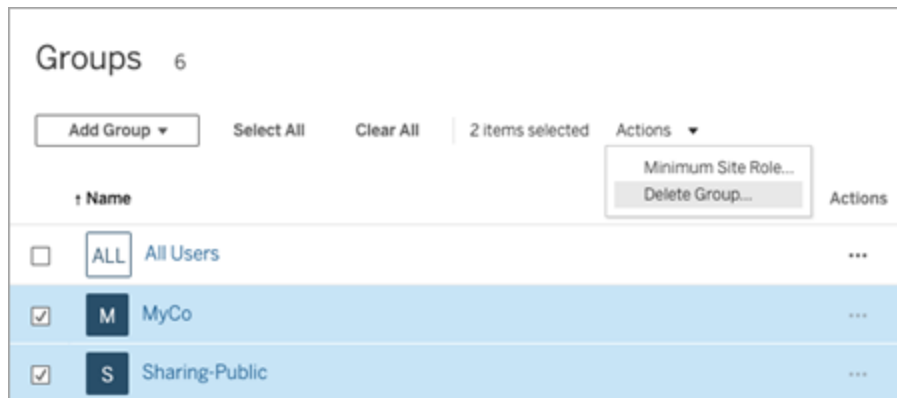 Groups 6
Add Group ▾ Select All Clear All 2 items selected Actions ▾
Minimum Site Role...
Delete Group...
↑ Name Actions
ALL All Users ...
M MyCo ...
S Sharing-Public ...